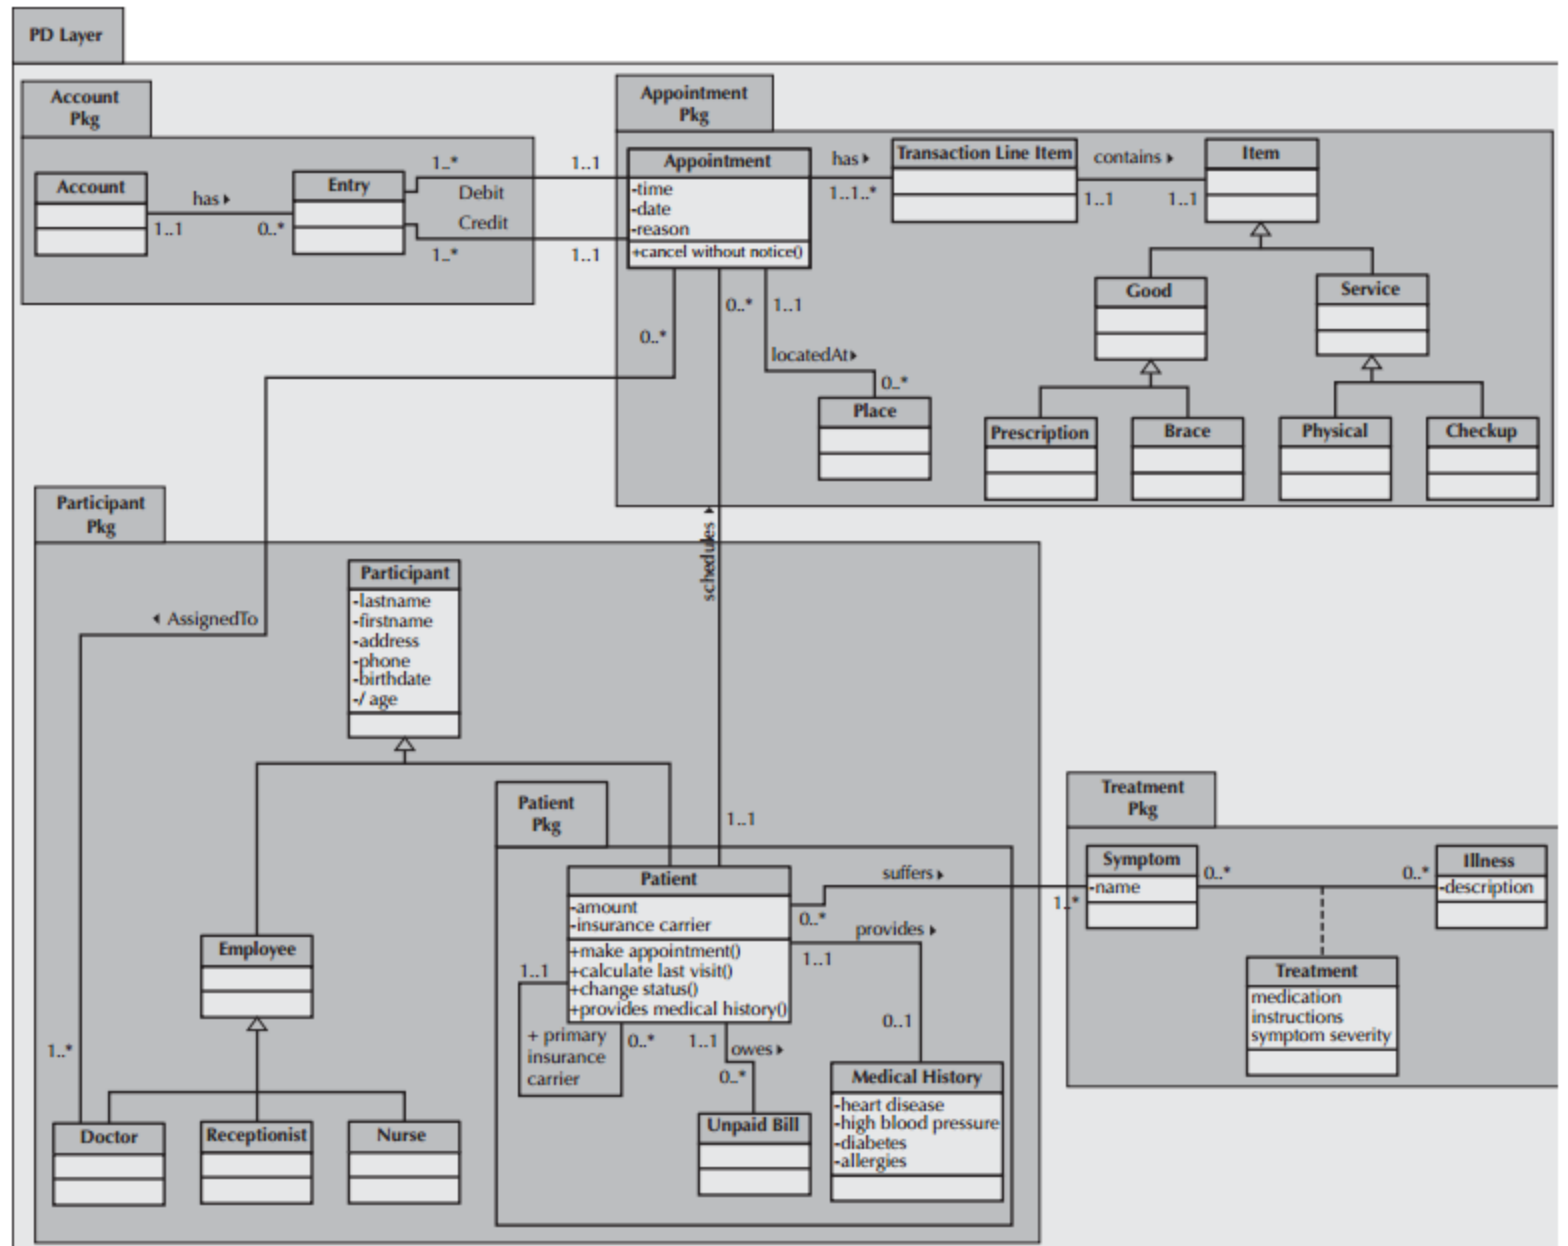 PD Layer
Account
Pkg
Account
has
1..1
0..*
Entry
1..*
Debit
Credit
1..*
1..1
1..1
Appointment
Pkg
Appointment
-time
-date
-reason
+cancel without notice()
has
1..1..*
Transaction Line Item
contains
1..1
1..1
Item
Good
Service
Prescription
Brace
Physical
Checkup
0..*
0..*
1..1
locatedAt
0..*
Place
schedules
Participant
Pkg
AssignedTo
Participant
-lastname
-firstname
-address
-phone
-birthdate
-/ age
Patient
Pkg
1..1
Patient
-amount
-insurance carrier
+make appointment()
+calculate last visit()
+change status()
+provides medical history()
suffers
0..*
1..*
provides
1..1
0..1
1..1
+ primary
insurance
carrier
0..*
1..1
owes
0..*
Unpaid Bill
Medical History
-heart disease
-high blood pressure
-diabetes
-allergies
Employee
1..*
Doctor
Receptionist
Nurse
Treatment
Pkg
Symptom
-name
0..*
0..*
Illness
-description
Treatment
medication
instructions
symptom severity